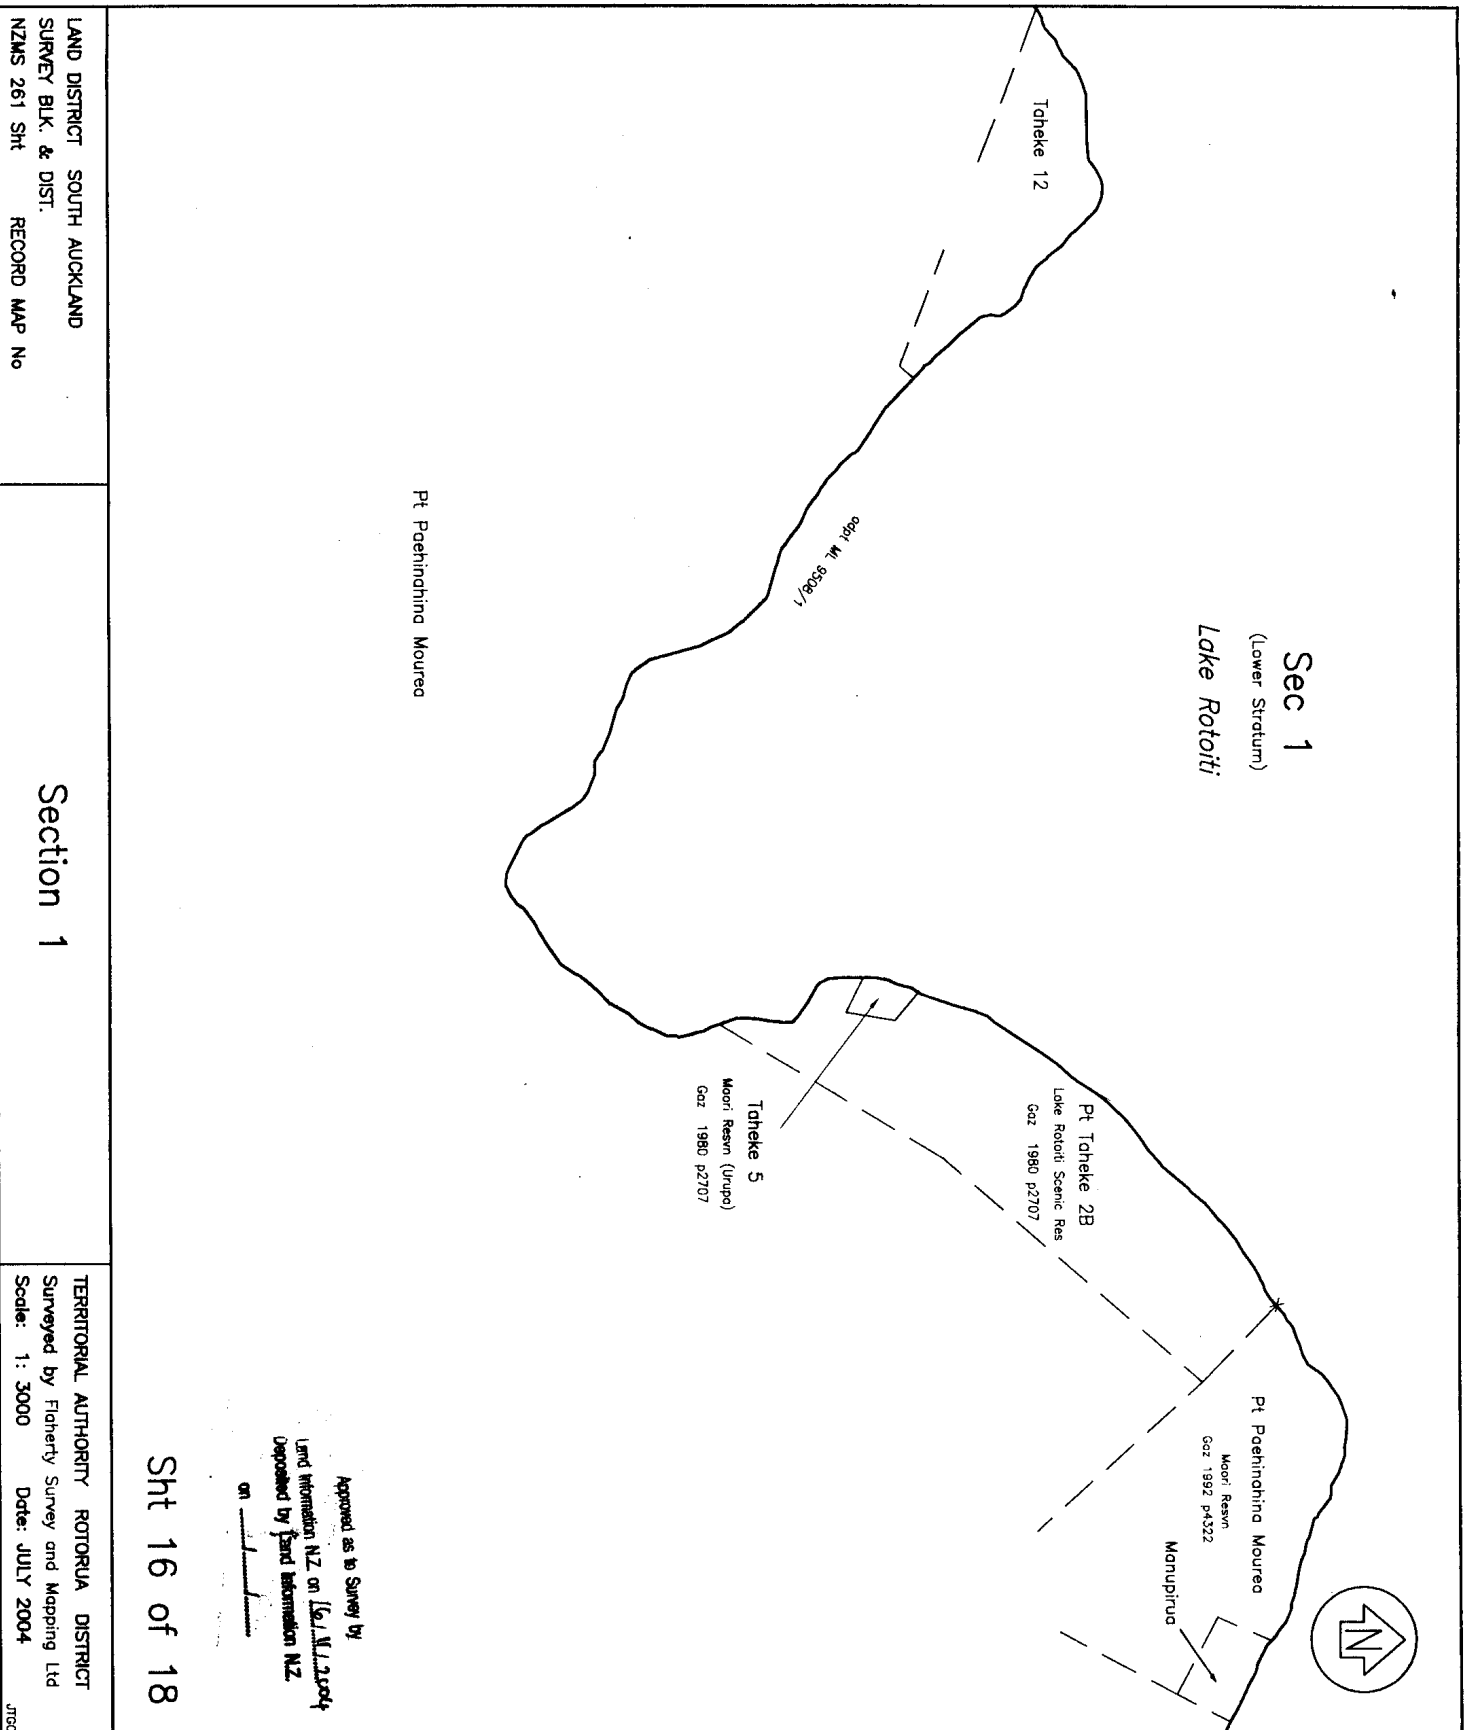 Taheke 12
Sec 1
(Lower Stratum)
Lake Rotoiti
adpt ML 9508/1
Pt Paehinahina Mourea
Pt Taheke 2B
Lake Rotoiti Scenic Res
Gaz 1980 p2707
Taheke 5
Maori Resvn (Urupa)
Gaz 1980 p2707
Pt Paehinahina Mourea
Maori Resvn
Gaz 1992 p4322
Manupirua
N
Approved as to Survey by
Land Information N.Z. on 16/ / 2004
Deposited by Land Information N.Z.
on / /
Sht 16 of 18
LAND DISTRICT SOUTH AUCKLAND
SURVEY BLK. & DIST.
NZMS 261 Sht RECORD MAP No
Section 1
TERRITORIAL AUTHORITY ROTORUA DISTRICT
Surveyed by Flaherty Survey and Mapping Ltd
Scale: 1: 3000 Date: JULY 2004